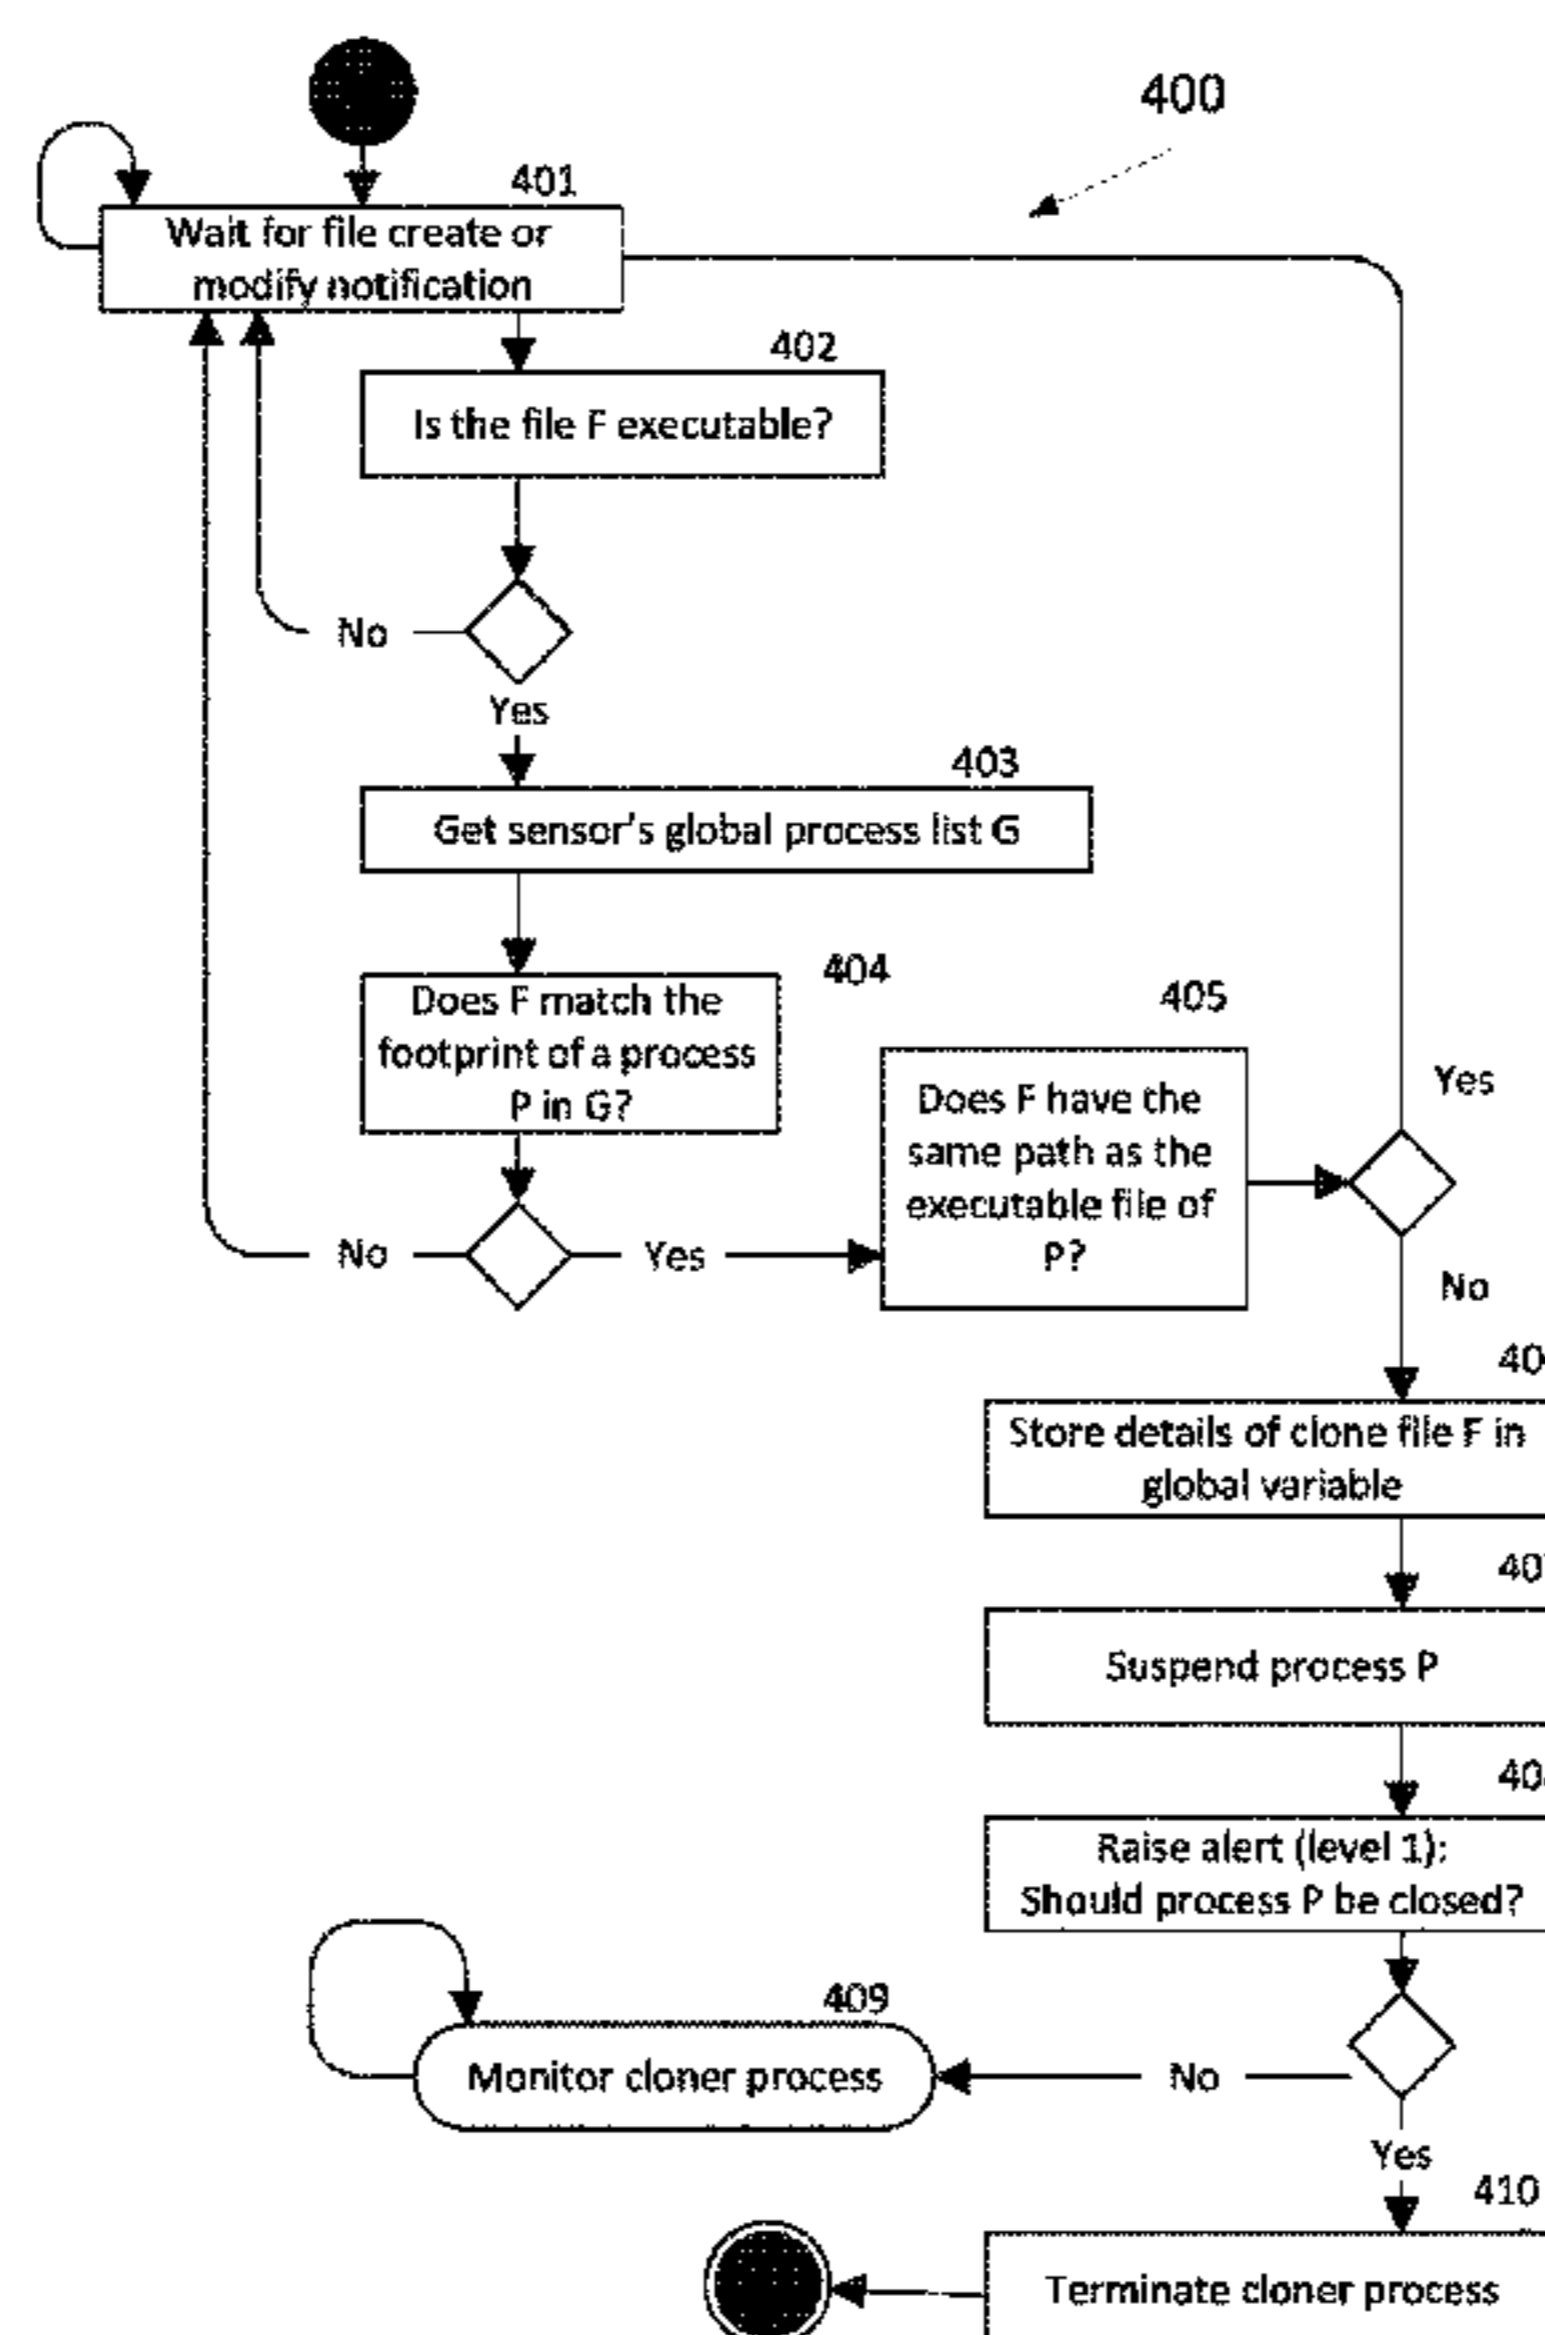 400
401
Wait for file create or
modify notification
402
Is the file F executable?
No
Yes
403
Get sensor's global process list G
404
Does F match the
footprint of a process
P in G?
405
Does F have the
same path as the
executable file of
P?
Yes
No
Yes
No
Store details of clone file F in
global variable
Suspend process P
Raise alert (level 1):
Should process P be closed?
409
Monitor cloner process
No
Yes
410
Terminate cloner process